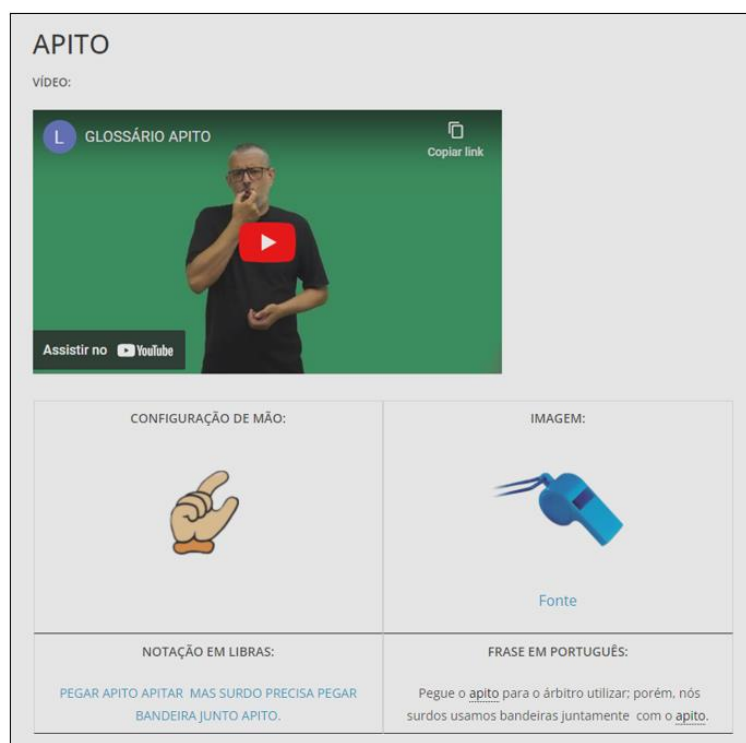 APITO
VÍDEO:
L GLOSSÁRIO APITO
Copiar link
Assistir no YouTube
CONFIGURAÇÃO DE MÃO:
IMAGEM:
Fonte
NOTAÇÃO EM LIBRAS:
PEGAR APITO APITAR MAS SURDO PRECISA PEGAR
BANDEIRA JUNTO APITO.
FRASE EM PORTUGUÊS:
Pegue o apito para o árbitro utilizar; porém, nós
surdos usamos bandeiras juntamente com o apito.